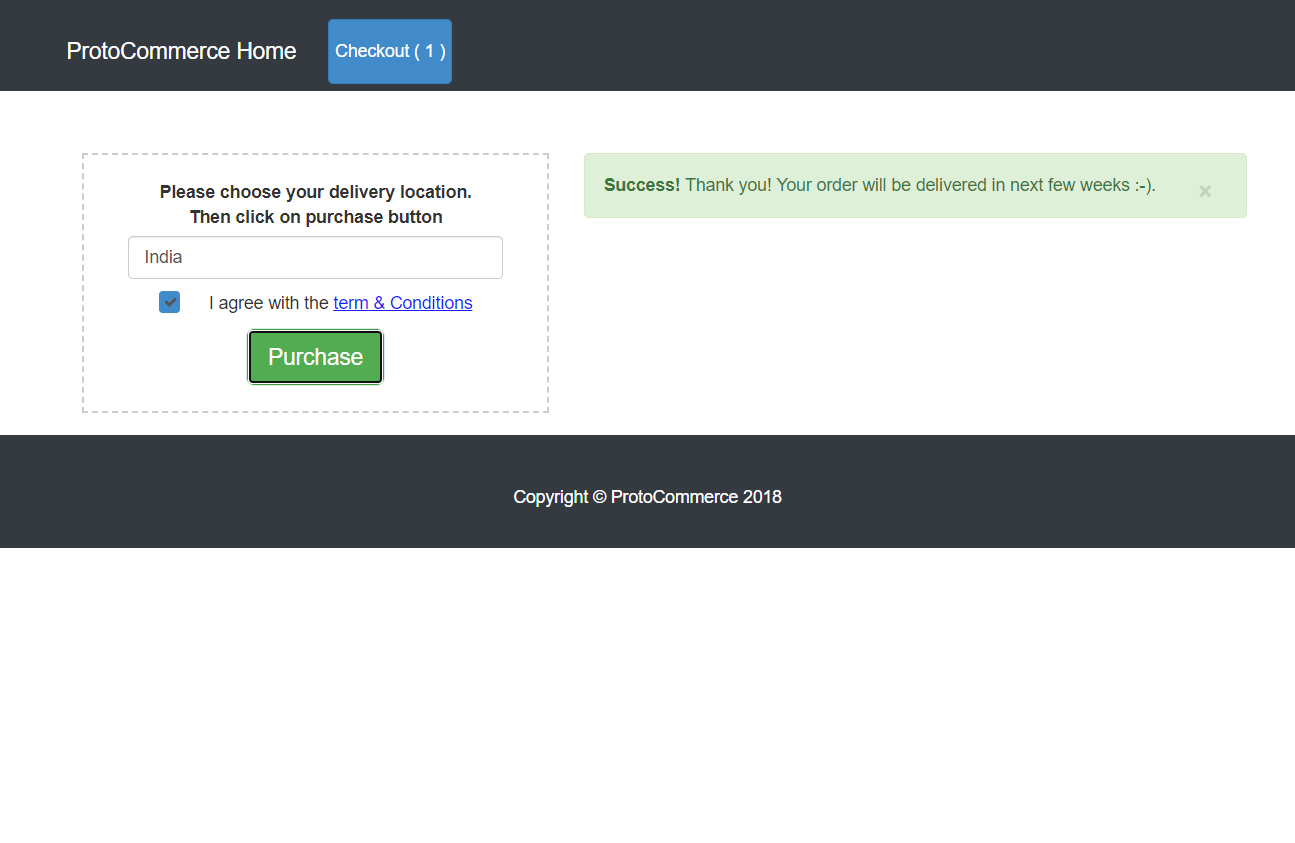 ProtoCommerce Home
Checkout ( 1 )
Please choose your delivery location.
Then click on purchase button
India
I agree with the term & Conditions
Purchase
Success! Thank you! Your order will be delivered in next few weeks :-).
×
Copyright © ProtoCommerce 2018